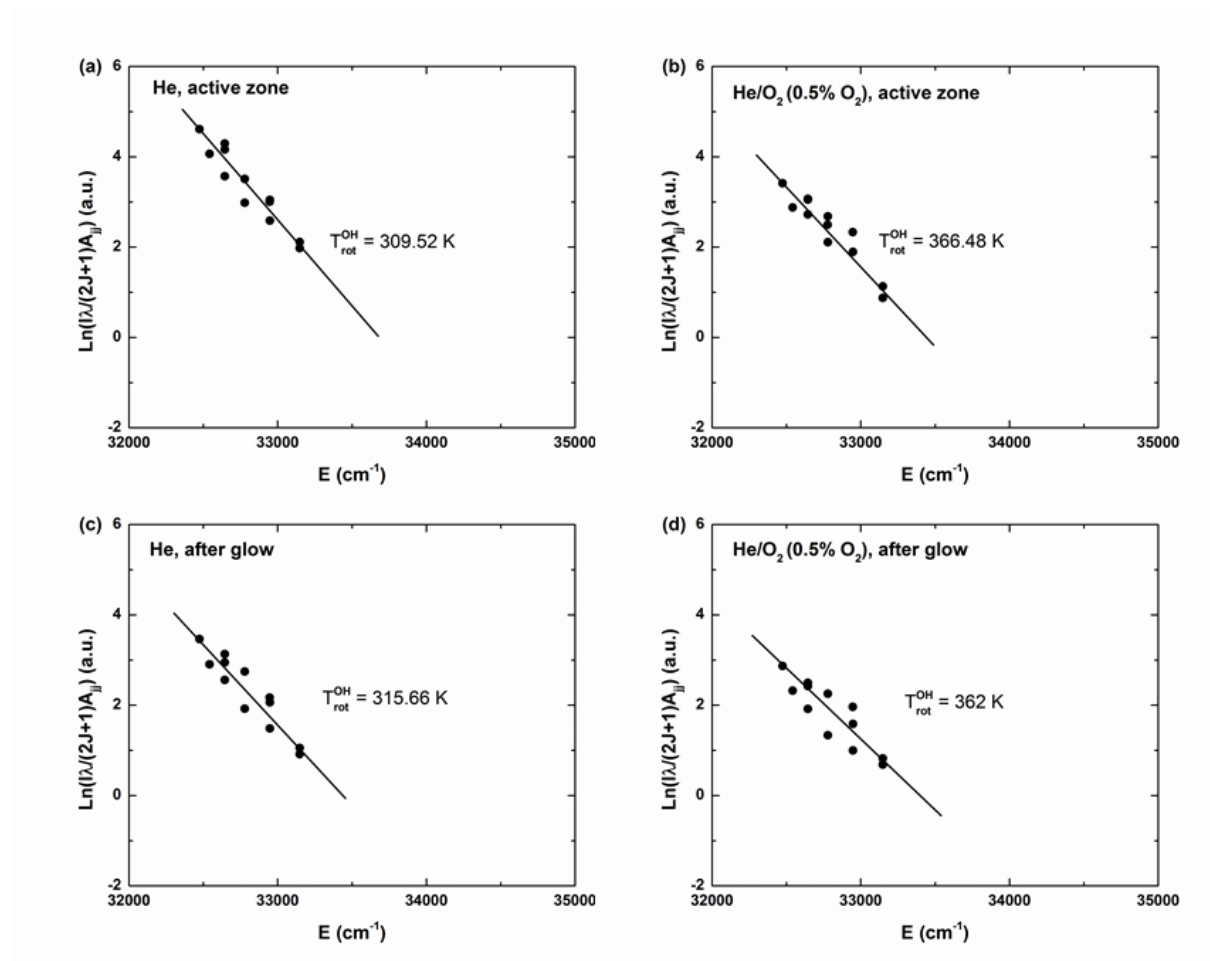 (a)
6
He, active zone
4
2
0
-2
Ln(Iλ/(2J+1)A_jj) (a.u.)
T_rot^OH = 309.52 K
32000 33000 34000 35000
E (cm⁻¹)
(b)
6
He/O₂ (0.5% O₂), active zone
4
2
0
-2
Ln(Iλ/(2J+1)A_jj) (a.u.)
T_rot^OH = 366.48 K
32000 33000 34000 35000
E (cm⁻¹)
(c)
6
He, after glow
4
2
0
-2
Ln(Iλ/(2J+1)A_jj) (a.u.)
T_rot^OH = 315.66 K
32000 33000 34000 35000
E (cm⁻¹)
(d)
6
He/O₂ (0.5% O₂), after glow
4
2
0
-2
Ln(Iλ/(2J+1)A_jj) (a.u.)
T_rot^OH = 362 K
32000 33000 34000 35000
E (cm⁻¹)